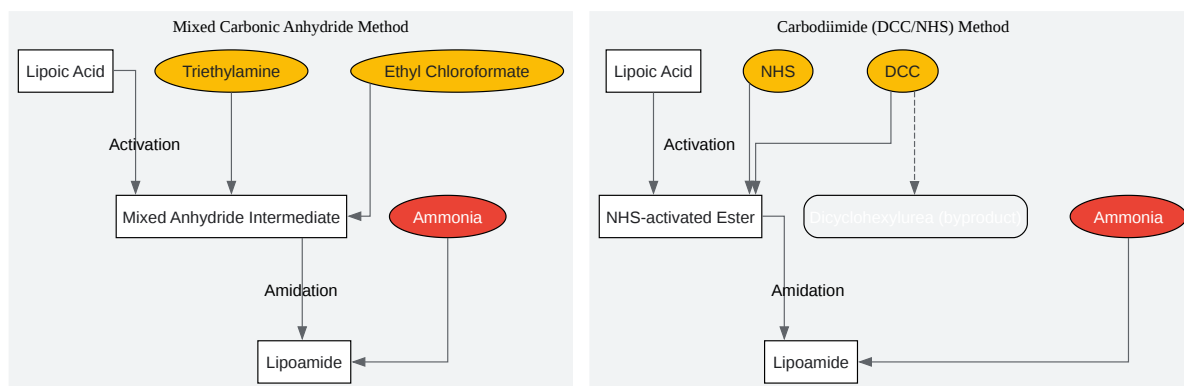 Mixed Carbonic Anhydride Method
Lipoic Acid
Triethylamine
Ethyl Chloroformate
Activation
Mixed Anhydride Intermediate
Ammonia
Amidation
Lipoamide
Carbodiimide (DCC/NHS) Method
Lipoic Acid
NHS
DCC
Activation
NHS-activated Ester
Dicyclohexylurea (byproduct)
Ammonia
Amidation
Lipoamide